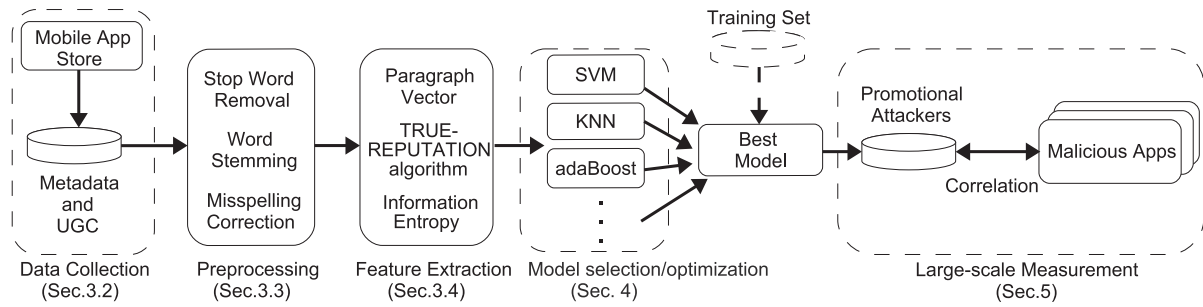 Mobile App
Store
Metadata
and
UGC
Data Collection
(Sec.3.2)
Stop Word
Removal
Word
Stemming
Misspelling
Correction
Preprocessing
(Sec.3.3)
Paragraph
Vector
TRUE-
REPUTATION
algorithm
Information
Entropy
Feature Extraction
(Sec.3.4)
SVM
KNN
adaBoost
Model selection/optimization
(Sec. 4)
Training Set
Best
Model
Promotional
Attackers
Correlation
Malicious Apps
Large-scale Measurement
(Sec.5)